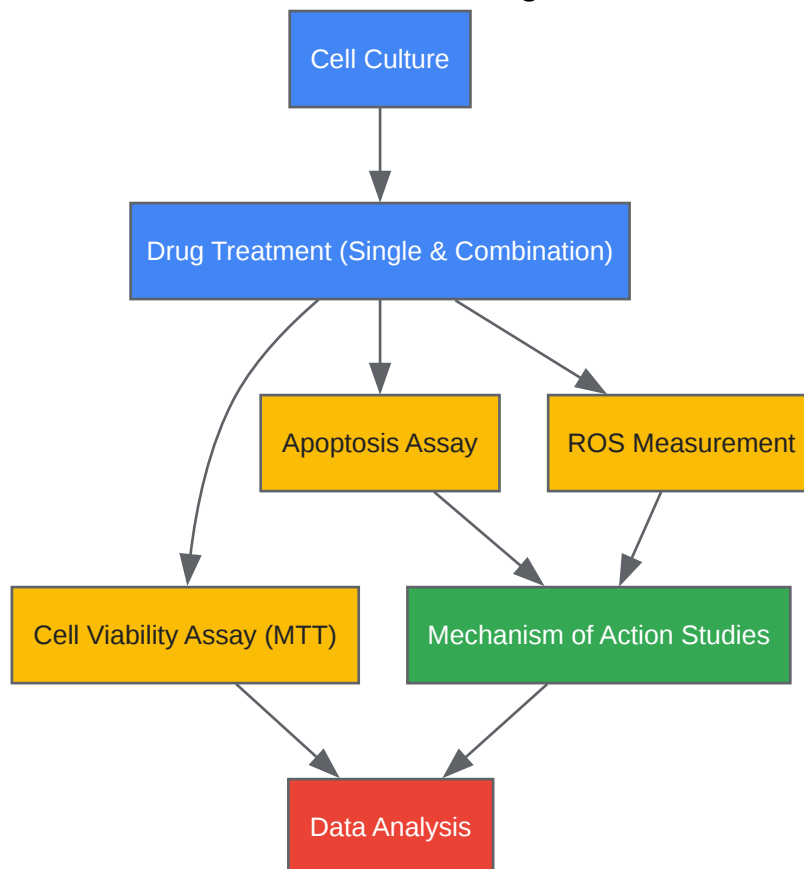 Cell Culture
Drug Treatment (Single & Combination)
Apoptosis Assay
ROS Measurement
Cell Viability Assay (MTT)
Mechanism of Action Studies
Data Analysis